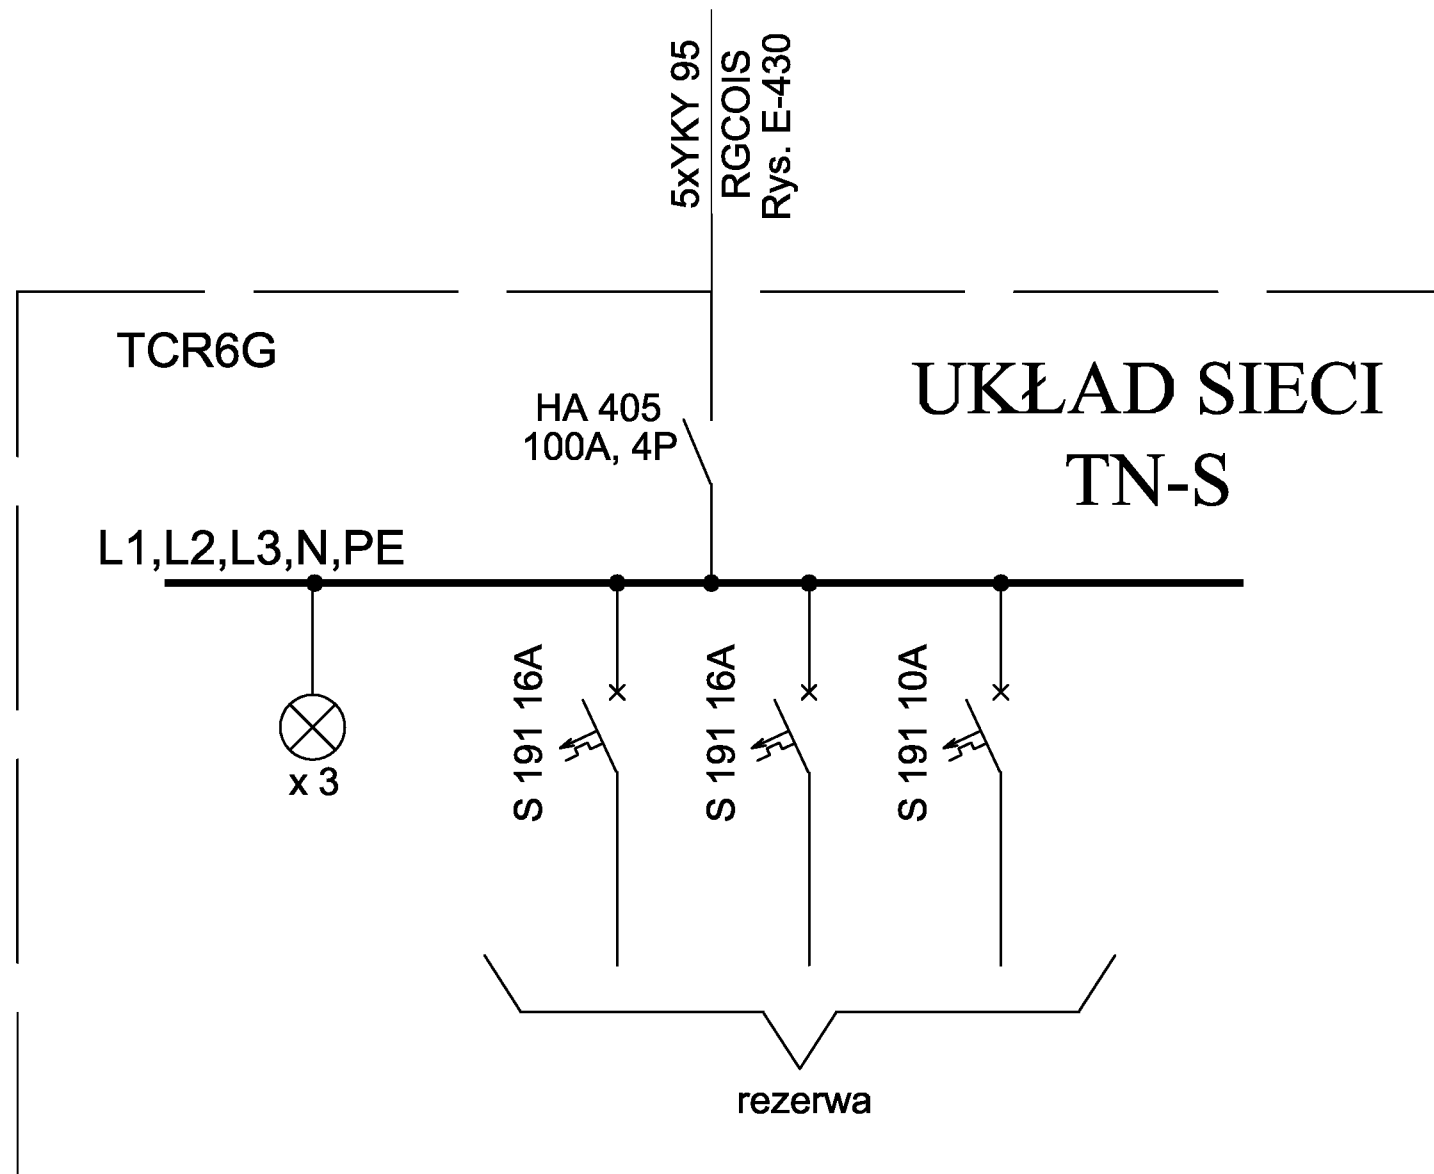 5xYKY 95
RGCOIS
Rys. E-430
TCR6G
UKŁAD SIECI
TN-S
HA 405
100A, 4P
L1,L2,L3,N,PE
x 3
S 191 16A
S 191 16A
S 191 10A
rezerwa